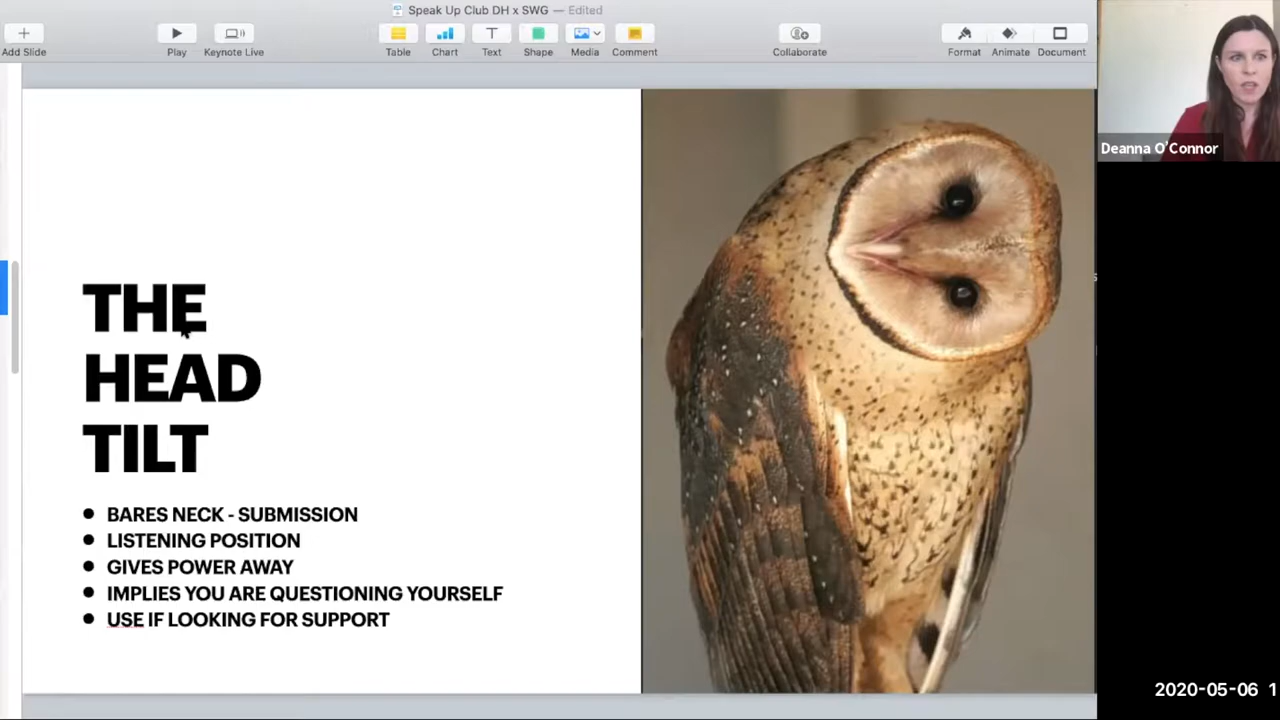 Speak Up Club DH x SWG — Edited
Add Slide
Play
Keynote Live
Table
Chart
Text
Shape
Media
Comment
Collaborate
Format
Animate
Document
Deanna O'Connor
THE
HEAD
TILT
BARES NECK - SUBMISSION
LISTENING POSITION
GIVES POWER AWAY
IMPLIES YOU ARE QUESTIONING YOURSELF
USE IF LOOKING FOR SUPPORT
2020-05-06 1